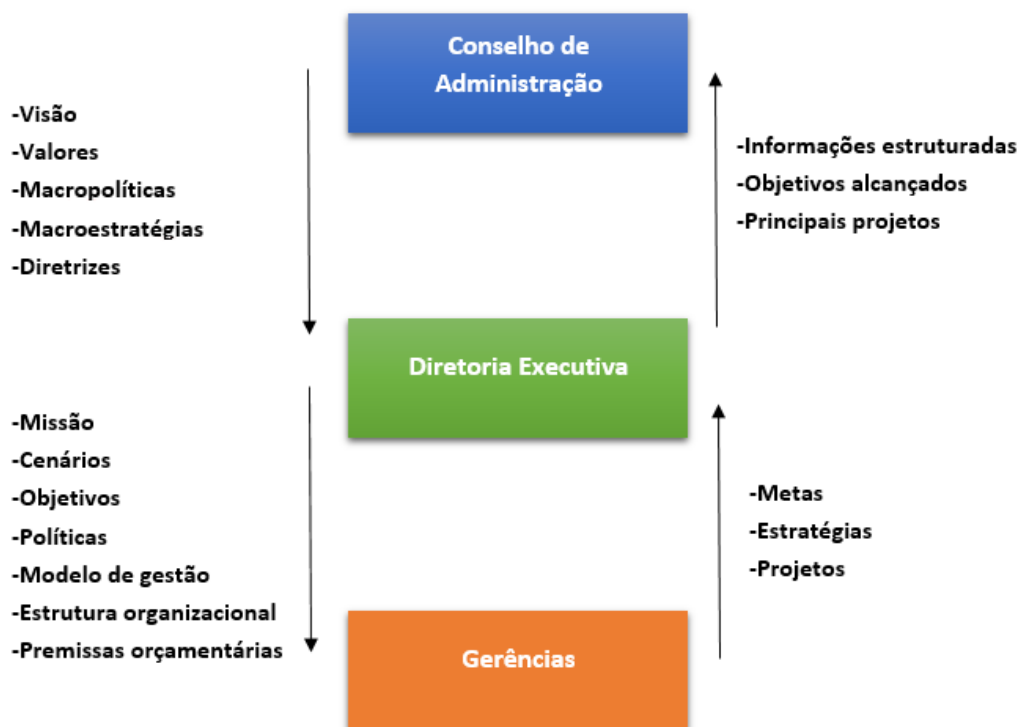 Conselho de
Administração
-Visão
-Valores
-Macropolíticas
-Macroestratégias
-Diretrizes
-Informações estruturadas
-Objetivos alcançados
-Principais projetos
Diretoria Executiva
-Missão
-Cenários
-Objetivos
-Políticas
-Modelo de gestão
-Estrutura organizacional
-Premissas orçamentárias
-Metas
-Estratégias
-Projetos
Gerências